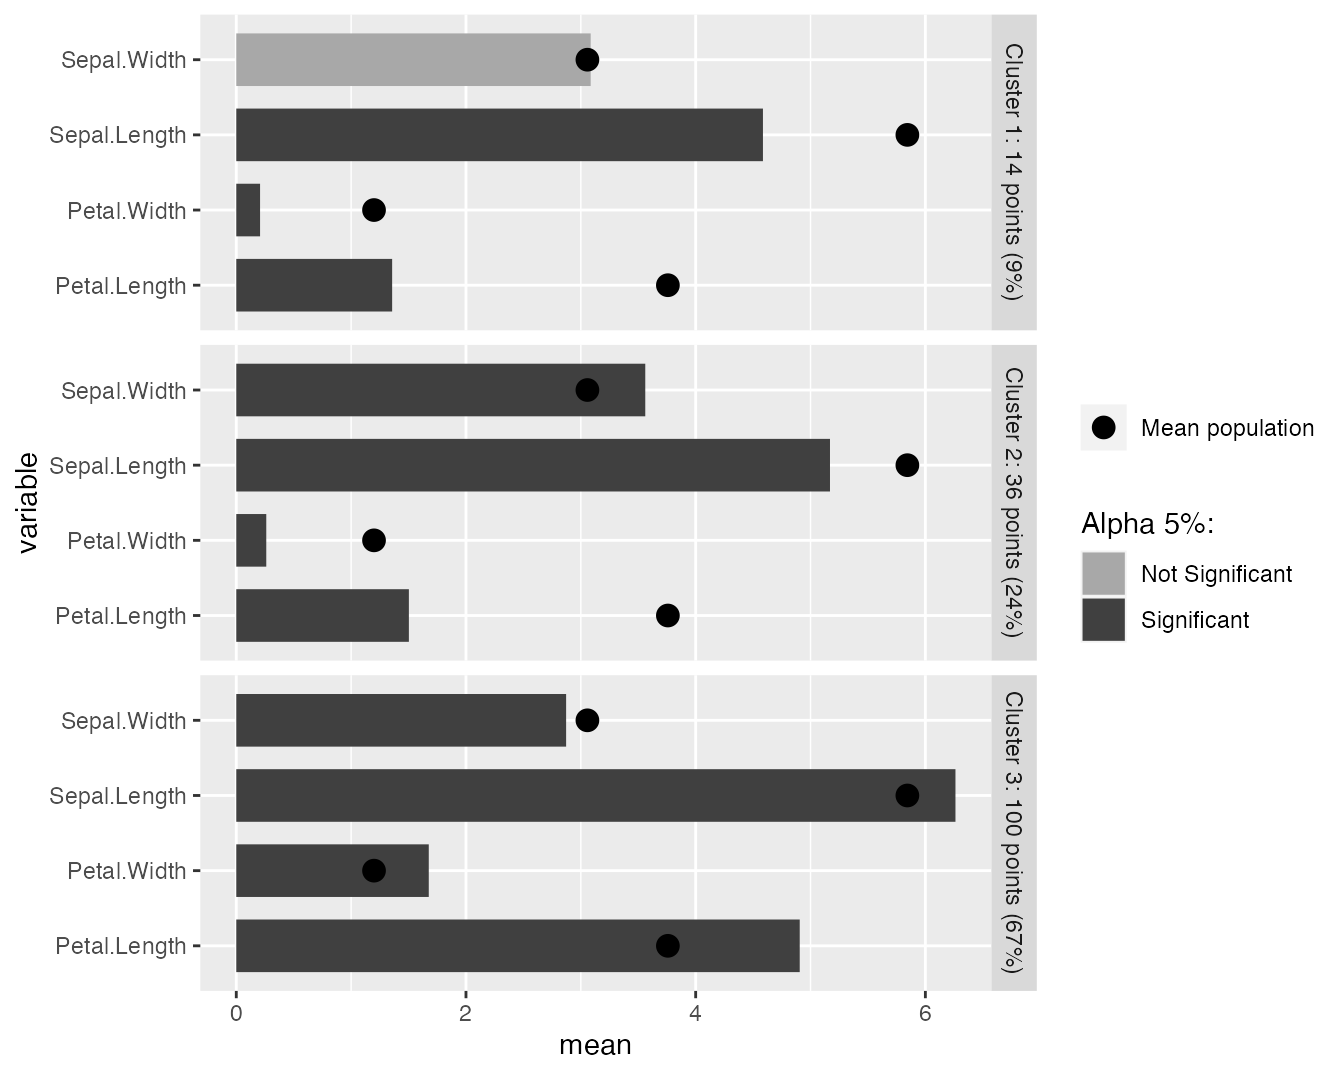 Sepal.Width
Sepal.Length
Petal.Width
Petal.Length
Cluster 1: 14 points (9%)
Sepal.Width
Sepal.Length
Petal.Width
Petal.Length
Cluster 2: 36 points (24%)
Sepal.Width
Sepal.Length
Petal.Width
Petal.Length
Cluster 3: 100 points (67%)
variable
0 2 4 6
mean
Mean population
Alpha 5%:
Not Significant
Significant